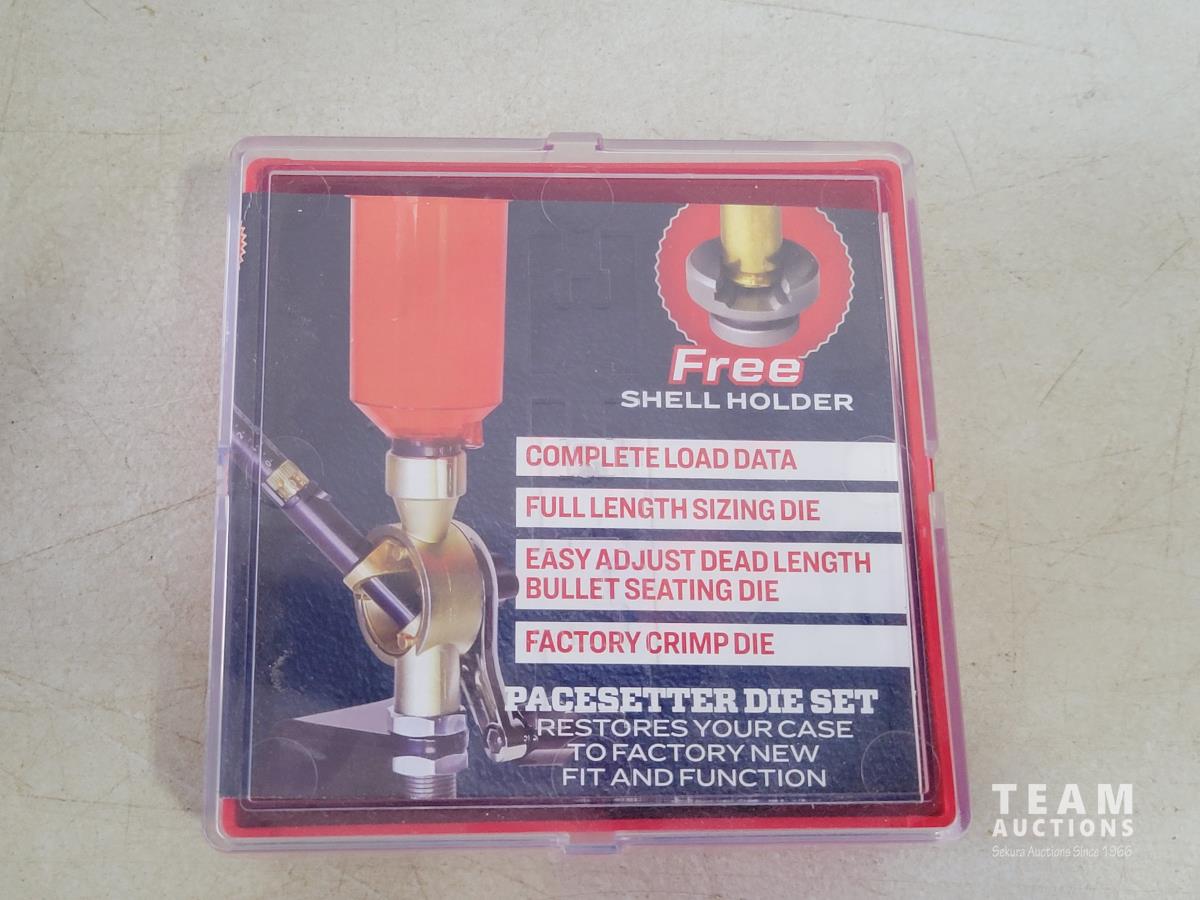 Free
SHELL HOLDER
COMPLETE LOAD DATA
FULL LENGTH SIZING DIE
EASY ADJUST DEAD LENGTH
BULLET SEATING DIE
FACTORY CRIMP DIE
PACESETTER DIE SET
RESTORES YOUR CASE
TO FACTORY NEW
FIT AND FUNCTION
TEAM
AUCTIONS
Sekura Auctions Since 1966